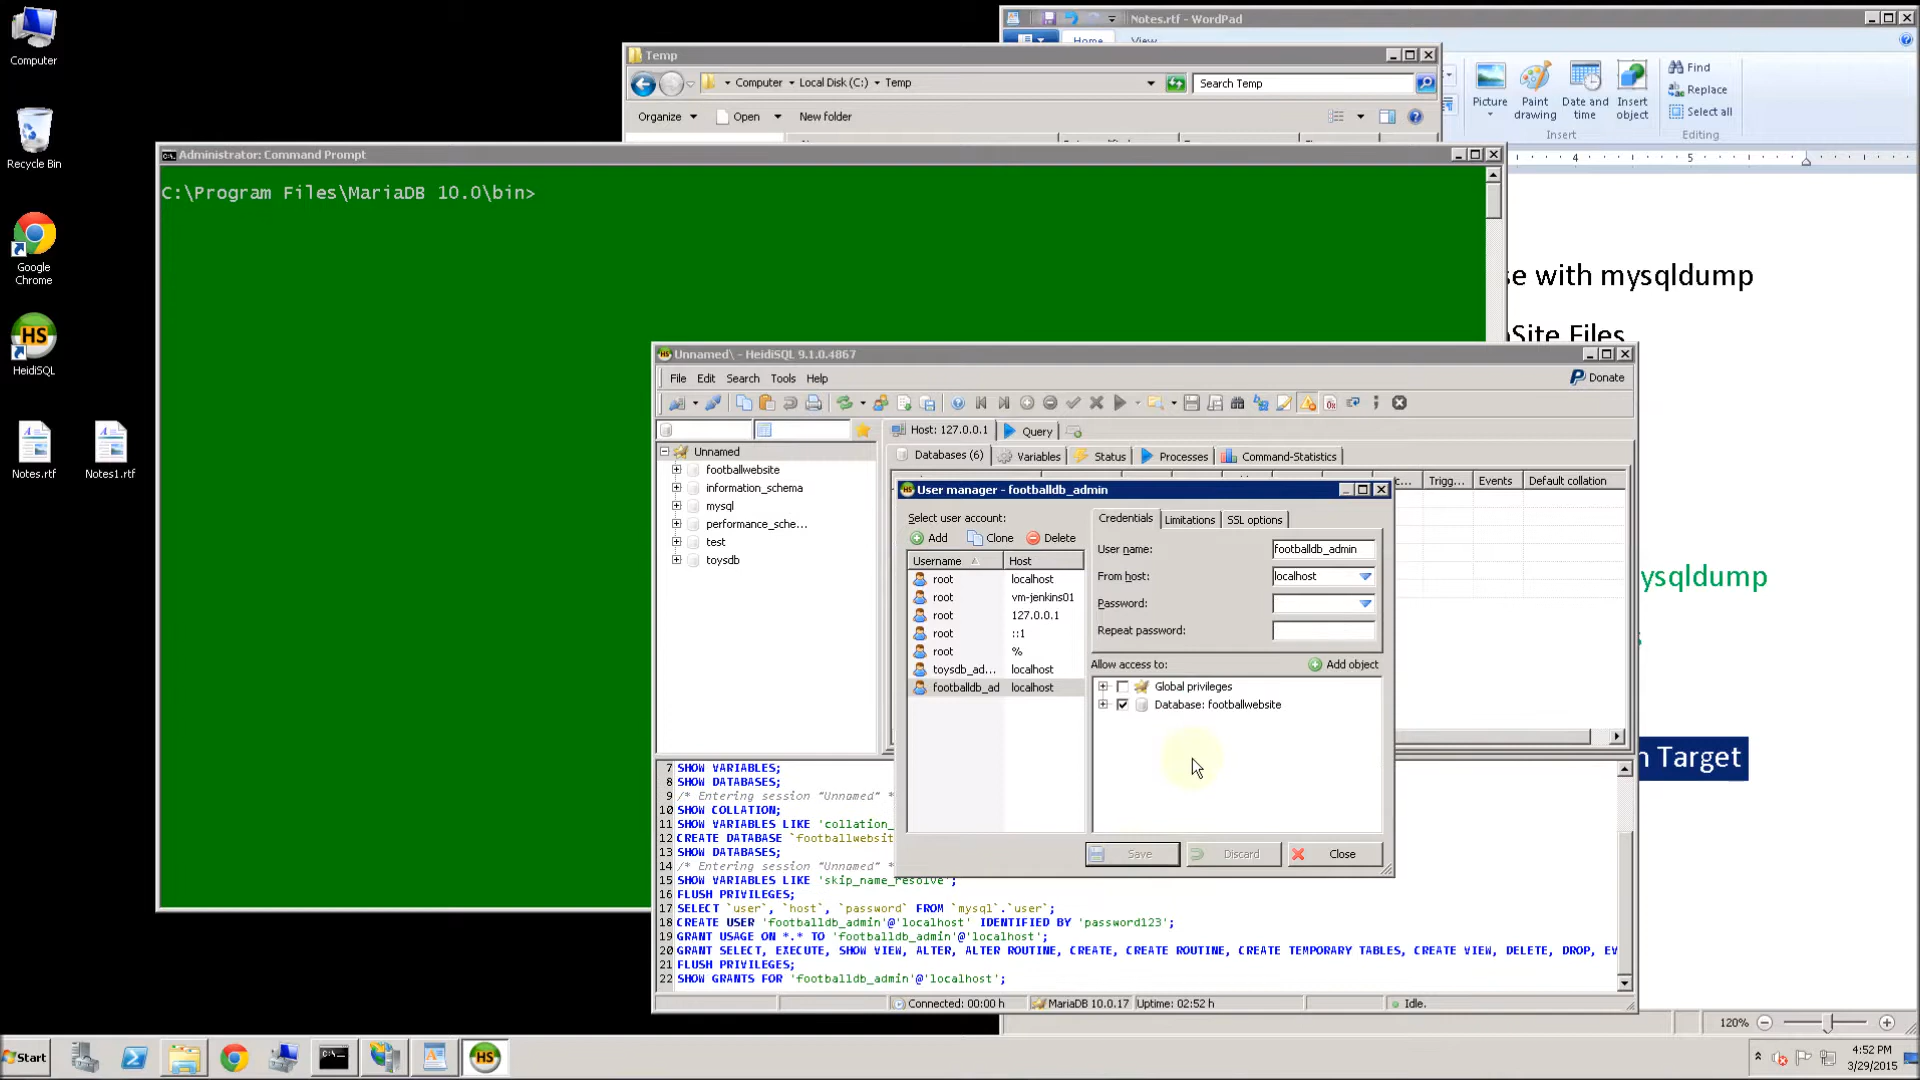 Computer
Recycle Bin
Google
Chrome
HeidiSQL
Notes.rtf
Notes1.rtf
Notes.rtf - WordPad
Home
View
Picture
Paint
drawing
Date and
time
Insert
object
Find
Replace
Select all
Insert
Editing
4
5
Temp
Computer
Local Disk (C:)
Temp
Search Temp
Organize
Open
New folder
Administrator: Command Prompt
C:\Program Files\MariaDB 10.0\bin>
se with mysqldump
Site Files
ysqldump
n Target
Unnamed\ - HeidiSQL 9.1.0.4867
File
Edit
Search
Tools
Help
Donate
Host: 127.0.0.1
Query
Databases (6)
Variables
Status
Processes
Command-Statistics
Unnamed
footballwebsite
information_schema
mysql
performance_sche...
test
toysdb
c...
Trigg...
Events
Default collation
User manager - footballdb_admin
Select user account:
Add
Clone
Delete
Username
Host
root localhost
root vm-jenkins01
root 127.0.0.1
root ::1
root %
toysdb_ad... localhost
footballdb_ad localhost
Credentials
Limitations
SSL options
User name: footballdb_admin
From host: localhost
Password:
Repeat password:
Allow access to:
Add object
Global privileges
Database: footballwebsite
Save
Discard
Close
7 SHOW VARIABLES;
8 SHOW DATABASES;
9 /* Entering session "Unnamed" *
10 SHOW COLLATION;
11 SHOW VARIABLES LIKE 'collation_
12 CREATE DATABASE `footballwebsit
13 SHOW DATABASES;
14 /* Entering session "Unnamed" *
15 SHOW VARIABLES LIKE 'skip_name_resolve';
16 FLUSH PRIVILEGES;
17 SELECT `user`, `host`, `password` FROM `mysql`.`user`;
18 CREATE USER 'footballdb_admin'@'localhost' IDENTIFIED BY 'password123';
19 GRANT USAGE ON *.* TO 'footballdb_admin'@'localhost';
20 GRANT SELECT, EXECUTE, SHOW VIEW, ALTER, ALTER ROUTINE, CREATE, CREATE ROUTINE, CREATE TEMPORARY TABLES, CREATE VIEW, DELETE, DROP, EV
21 FLUSH PRIVILEGES;
22 SHOW GRANTS FOR 'footballdb_admin'@'localhost';
Connected: 00:00 h
MariaDB 10.0.17
Uptime: 02:52 h
Idle.
120%
Start
4:52 PM
3/29/2015